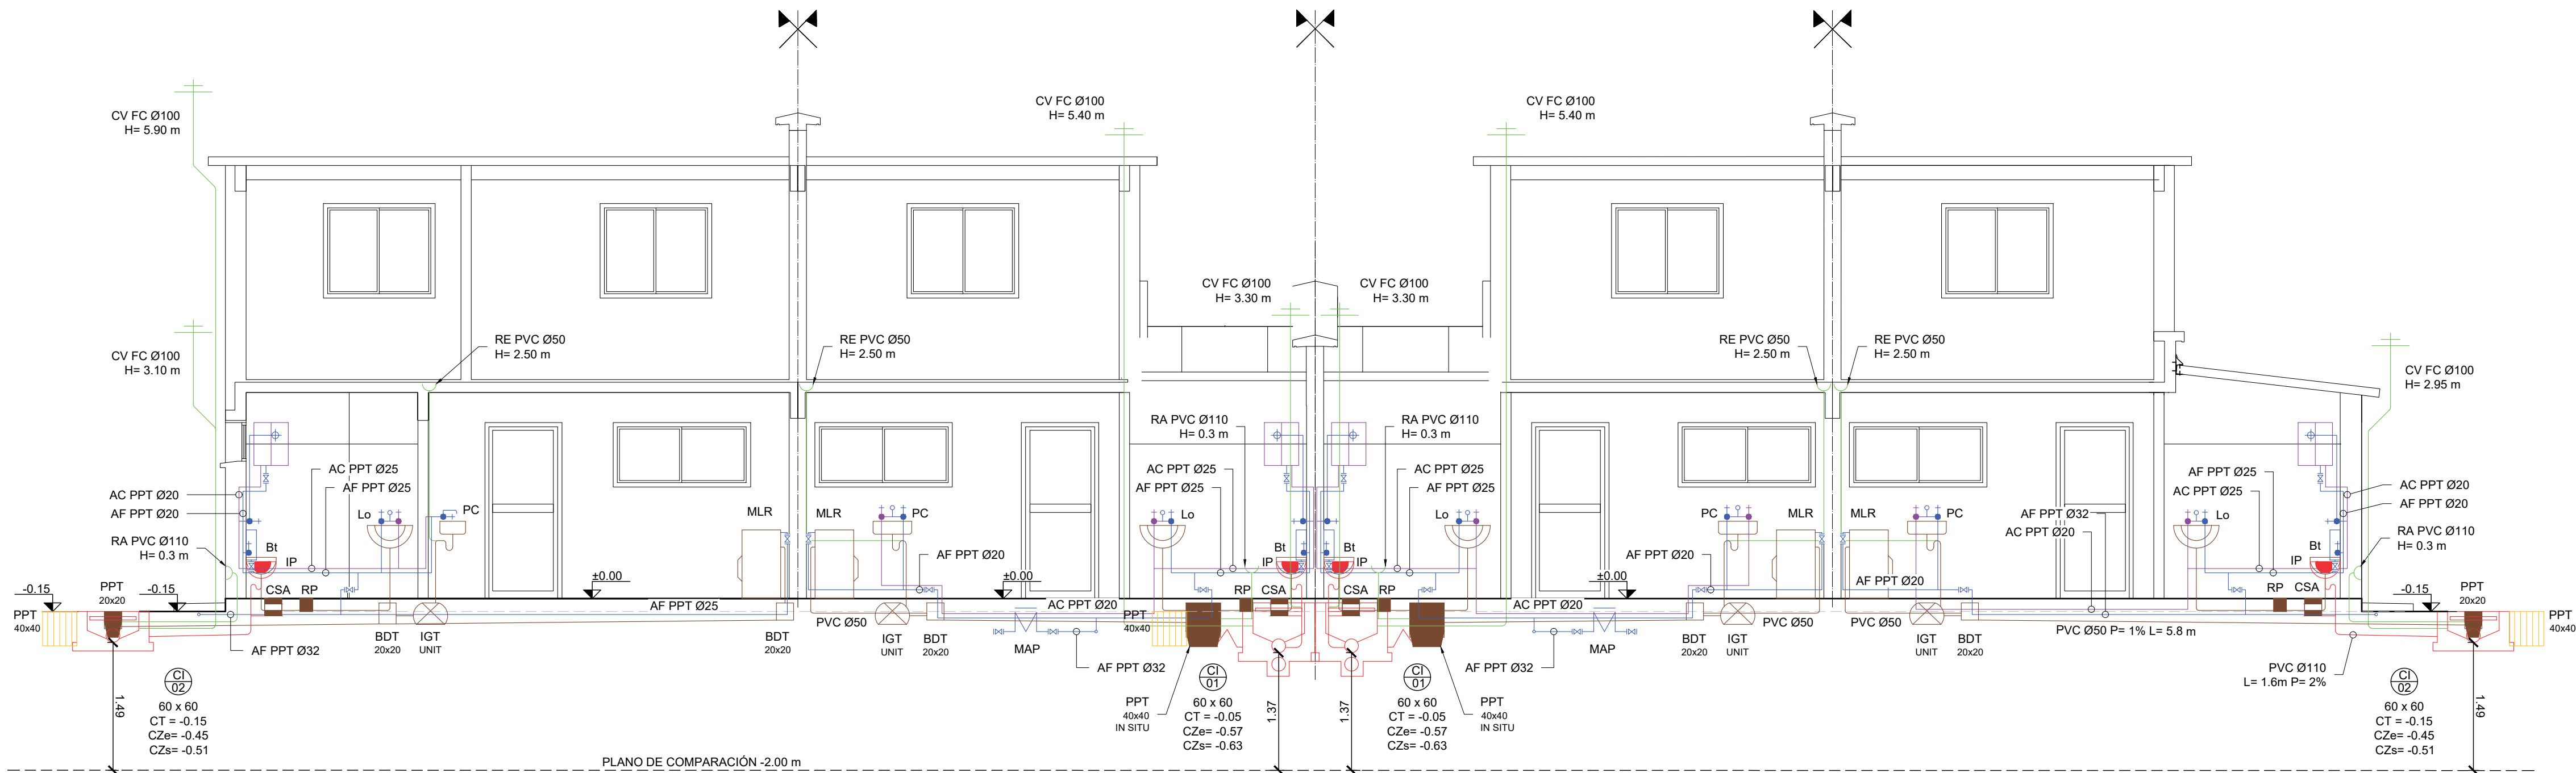 CV FC Ø100
H= 5.90 m
CV FC Ø100
H= 5.40 m
CV FC Ø100
H= 5.40 m
CV FC Ø100
H= 3.30 m
CV FC Ø100
H= 3.30 m
CV FC Ø100
H= 3.10 m
RE PVC Ø50
H= 2.50 m
RE PVC Ø50
H= 2.50 m
RE PVC Ø50
H= 2.50 m
RE PVC Ø50
H= 2.50 m
CV FC Ø100
H= 2.95 m
RA PVC Ø110
H= 0.3 m
RA PVC Ø110
H= 0.3 m
AC PPT Ø25
AF PPT Ø25
AC PPT Ø20
AF PPT Ø20
Lo
PC
MLR
MLR
PC
AC PPT Ø25
AF PPT Ø25
Lo
AC PPT Ø25
AF PPT Ø25
Lo
PC
MLR
MLR
PC
AF PPT Ø25
AC PPT Ø25
AF PPT Ø32
AC PPT Ø20
Lo
AC PPT Ø20
AF PPT Ø20
RA PVC Ø110
H= 0.3 m
Bt
IP
CSA
RP
AF PPT Ø20
Bt
IP
RP
CSA
Bt
IP
CSA
RP
AF PPT Ø20
AF PPT Ø20
Bt
IP
RP
CSA
RA PVC Ø110
H= 0.3 m
-0.15
PPT
20x20
-0.15
±0.00
±0.00
±0.00
-0.15
PPT
20x20
PPT
40x40
AF PPT Ø25
PVC Ø50
AC PPT Ø20
PPT
40x40
AC PPT Ø20
PVC Ø50
PVC Ø50
PVC Ø50 P= 1% L= 5.8 m
PPT
40x40
AF PPT Ø32
BDT
20x20
IGT
UNIT
BDT
20x20
IGT
UNIT
BDT
20x20
MAP
AF PPT Ø32
AF PPT Ø32
MAP
BDT
20x20
IGT
UNIT
IGT
UNIT
BDT
20x20
PVC Ø110
L= 1.6m P= 2%
1.49
CI
02
60 x 60
CT = -0.15
CZe= -0.45
CZs= -0.51
PPT
40x40
IN SITU
CI
01
60 x 60
CT = -0.05
CZe= -0.57
CZs= -0.63
1.37
1.37
CI
01
60 x 60
CT = -0.05
CZe= -0.57
CZs= -0.63
PPT
40x40
IN SITU
CI
02
60 x 60
CT = -0.15
CZe= -0.45
CZs= -0.51
1.49
PLANO DE COMPARACIÓN -2.00 m